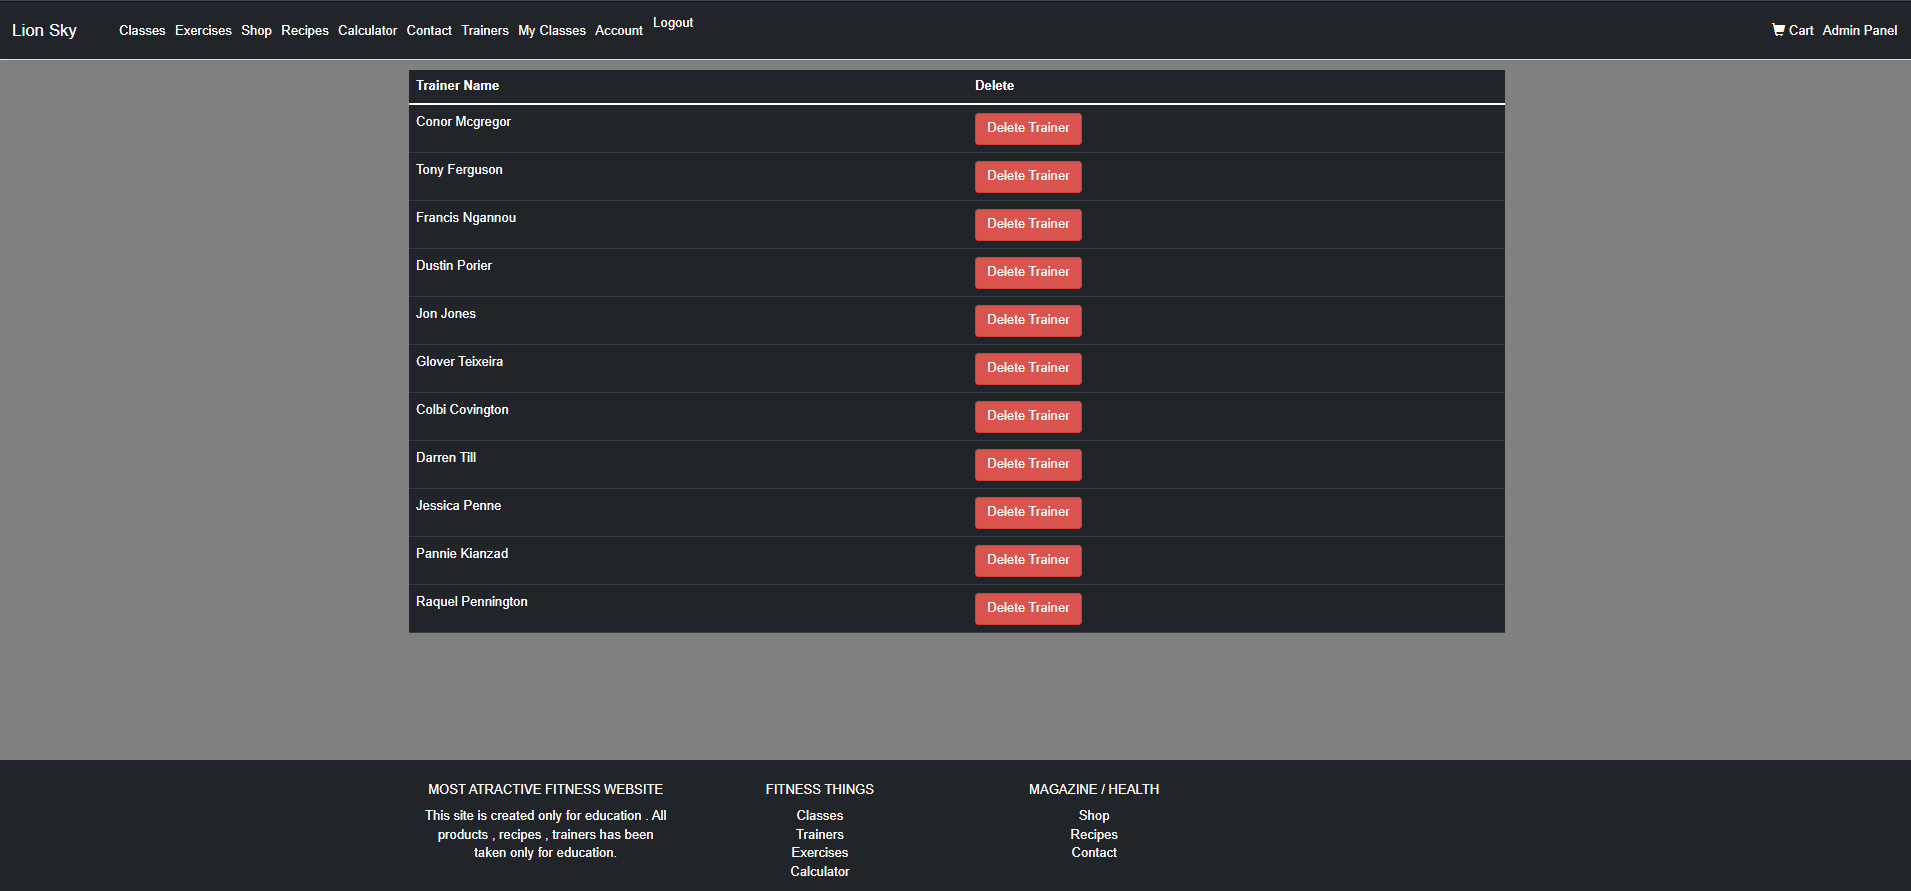 Lion Sky Classes Exercises Shop Recipes Calculator Contact Trainers My Classes Account Logout Cart Admin Panel
Trainer Name Delete
Conor Mcgregor Delete Trainer
Tony Ferguson Delete Trainer
Francis Ngannou Delete Trainer
Dustin Porier Delete Trainer
Jon Jones Delete Trainer
Glover Teixeira Delete Trainer
Colbi Covington Delete Trainer
Darren Till Delete Trainer
Jessica Penne Delete Trainer
Pannie Kianzad Delete Trainer
Raquel Pennington Delete Trainer
MOST ATRACTIVE FITNESS WEBSITE
This site is created only for education . All
products , recipes , trainers has been
taken only for education.
FITNESS THINGS
Classes
Trainers
Exercises
Calculator
MAGAZINE / HEALTH
Shop
Recipes
Contact